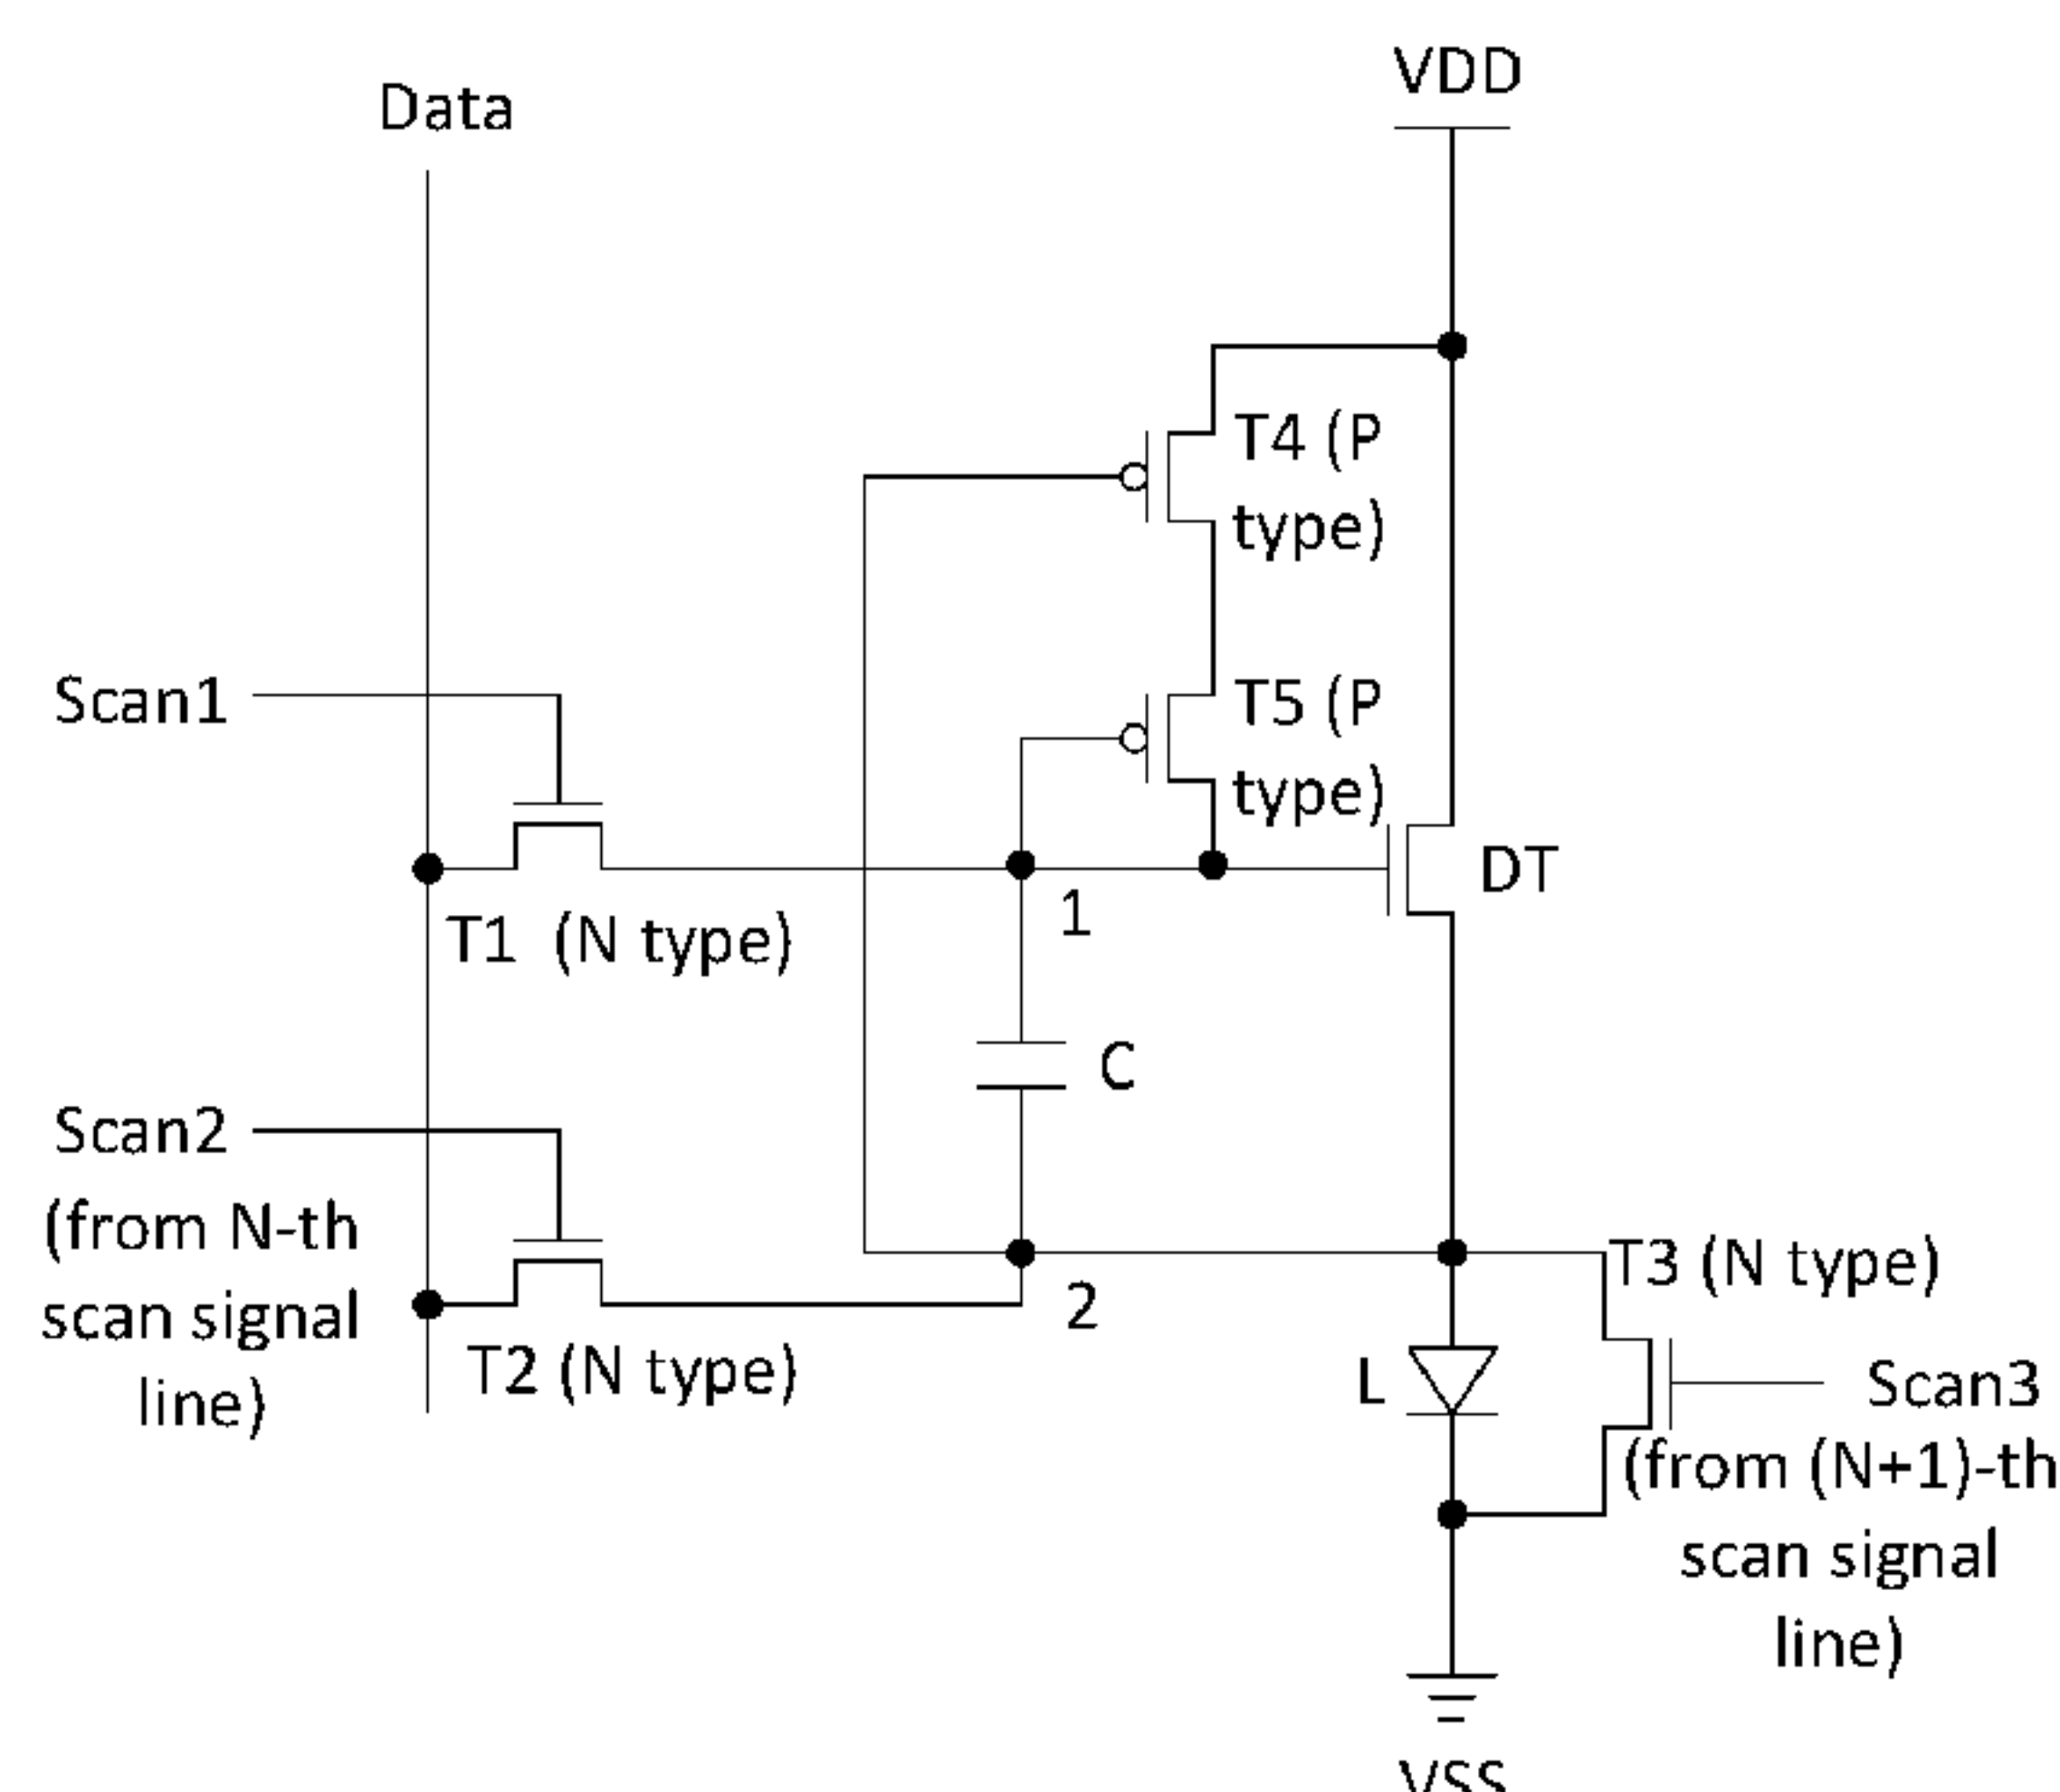 VDD
Data
T4 (P
type)
Scan1
T5 (P
type)
DT
T1 (N type)
1
C
Scan2
(from N-th
scan signal
line)
2
T2 (N type)
T3 (N type)
L
Scan3
(from (N+1)-th
scan signal
line)
VSS